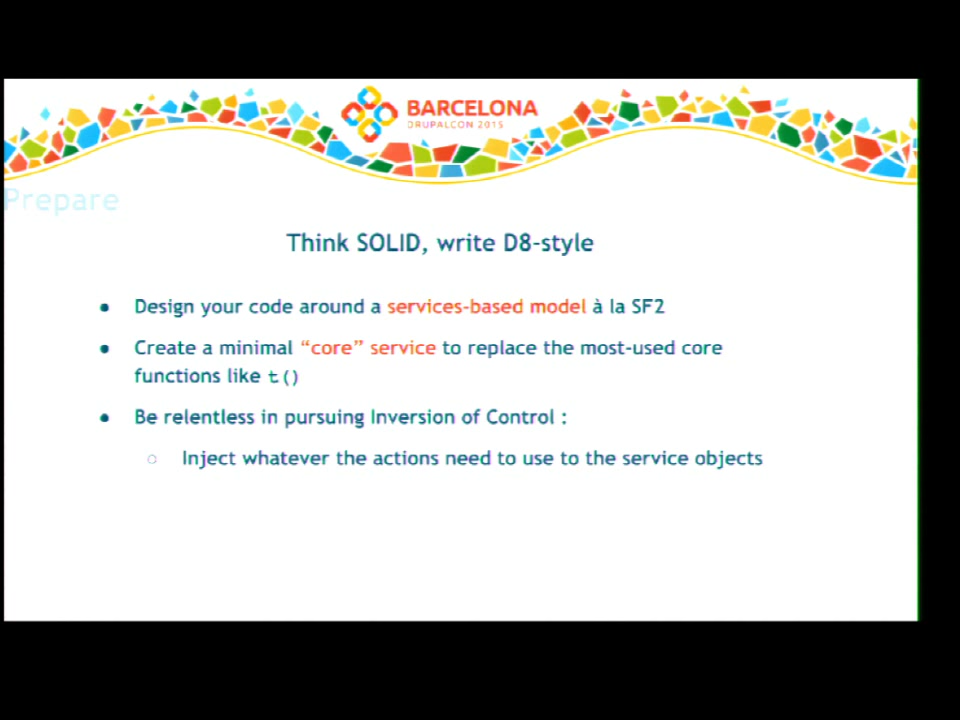 BARCELONA
DRUPALCON 2015
Prepare
Think SOLID, write D8-style
● Design your code around a services-based model à la SF2
● Create a minimal “core” service to replace the most-used core
functions like t()
● Be relentless in pursuing Inversion of Control :
○ Inject whatever the actions need to use to the service objects